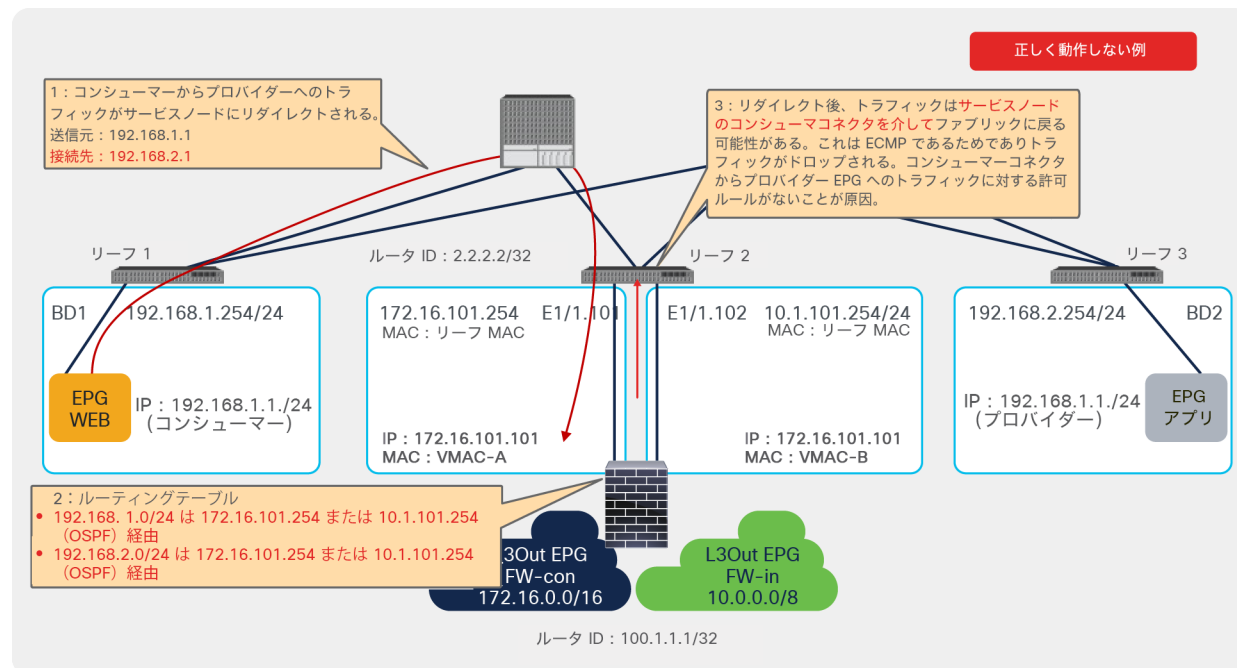 正しく動作しない例
1：コンシューマーからプロバイダーへのトラ
フィックがサービスノードにリダイレクトされる。
送信元：192.168.1.1
接続先：192.168.2.1
3：リダイレクト後、トラフィックはサービスノード
のコンシューマコネクタを介してファブリックに戻る
可能性がある。これは ECMP であるためでありトラ
フィックがドロップされる。コンシューマーコネクタ
からプロバイダー EPG へのトラフィックに対する許可
ルールがないことが原因。
リーフ 1
ルータ ID：2.2.2.2/32
リーフ 2
リーフ 3
BD1 192.168.1.254/24
172.16.101.254 E1/1.101
MAC：リーフ MAC
E1/1.102 10.1.101.254/24
MAC：リーフ MAC
192.168.2.254/24 BD2
EPG
WEB
IP：192.168.1.1./24
（コンシューマー）
IP：172.16.101.101
MAC：VMAC-A
IP：172.16.101.101
MAC：VMAC-B
IP：192.168.1.1./24
（プロバイダー）
EPG
アプリ
2：ルーティングテーブル
• 192.168. 1.0/24 は 172.16.101.254 または 10.1.101.254
（OSPF）経由
• 192.168.2.0/24 は 172.16.101.254 または 10.1.101.254
（OSPF）経由
3Out EPG
FW-con
172.16.0.0/16
L3Out EPG
FW-in
10.0.0.0/8
ルータ ID：100.1.1.1/32